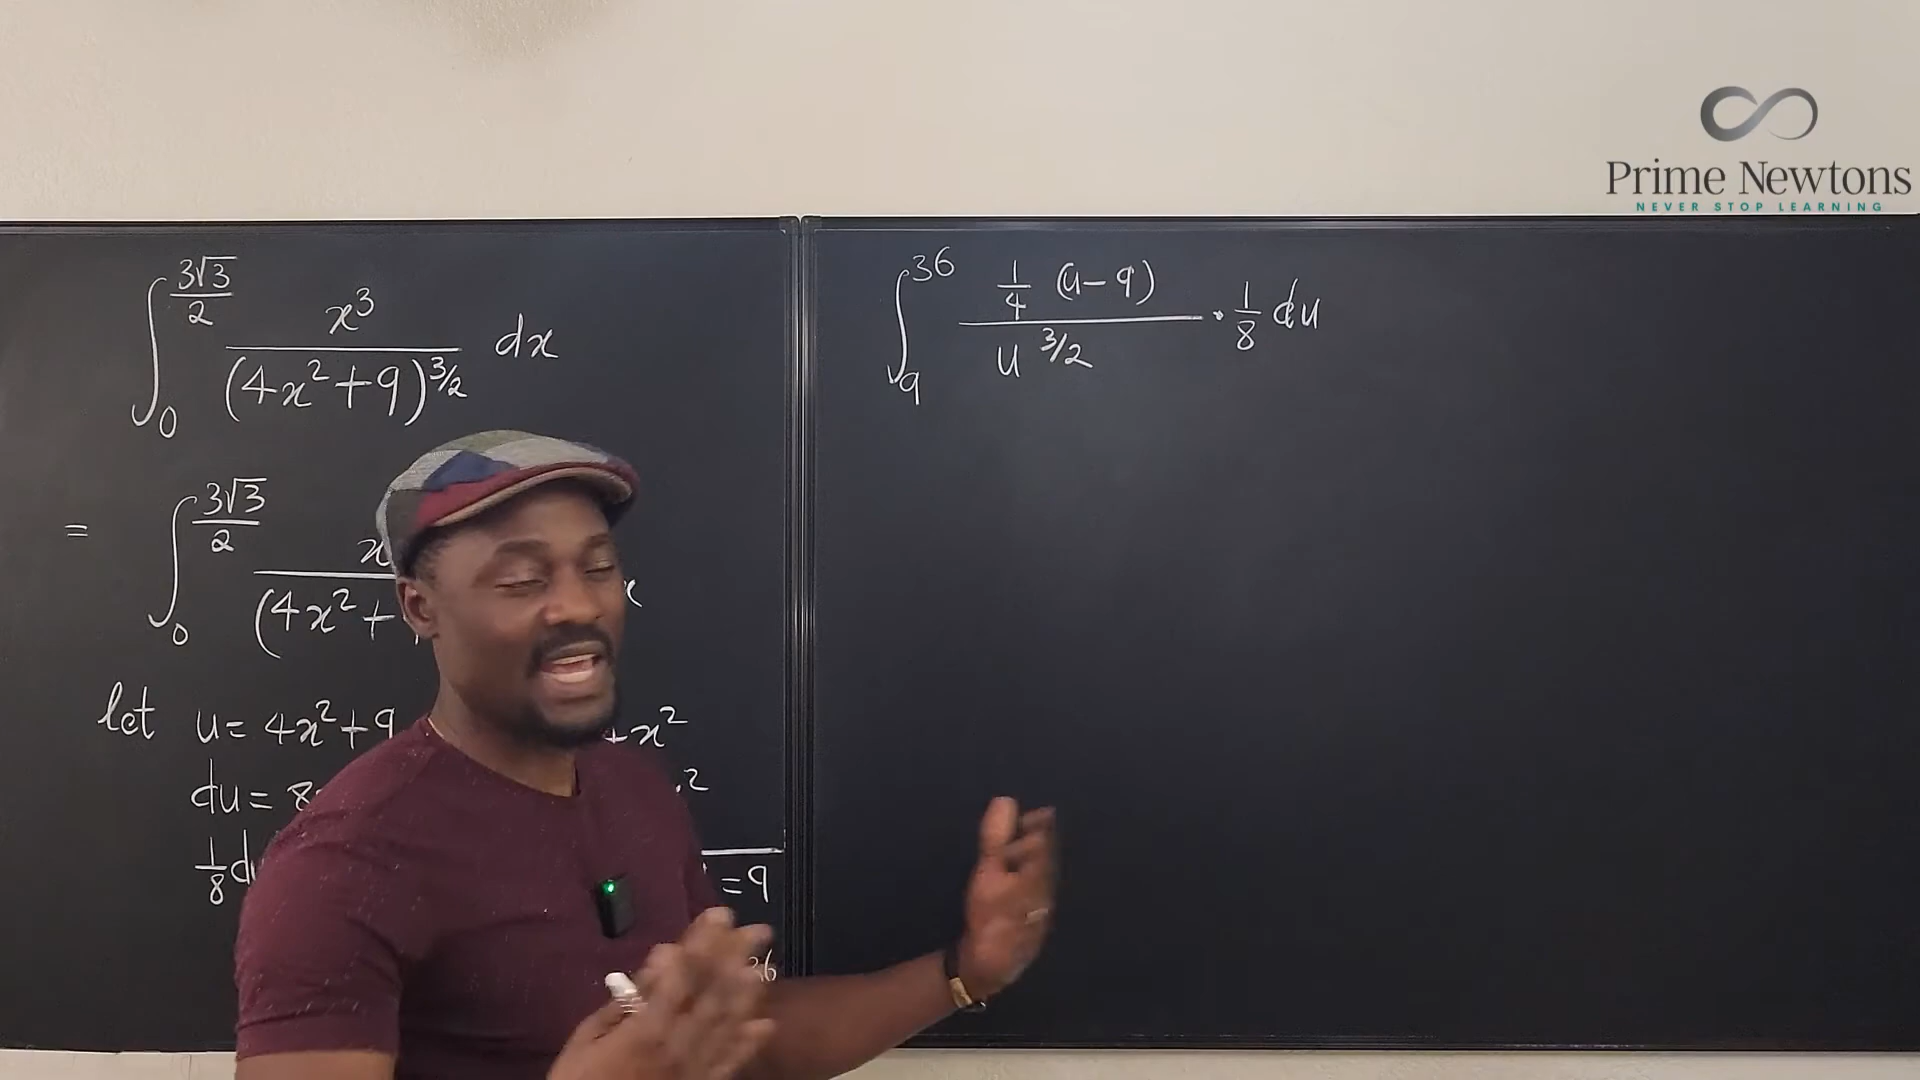 Prime Newtons
NEVER STOP LEARNING
∫₀^(3√3/2) x³/(4x²+9)^(3/2) dx
= ∫₀^(3√3/2) (4x²+
let u = 4x²+9
x²
du = 8
²
1/8 du
= 9
36
∫₉^36 (1/4 (u-9))/u^(3/2) · 1/8 du